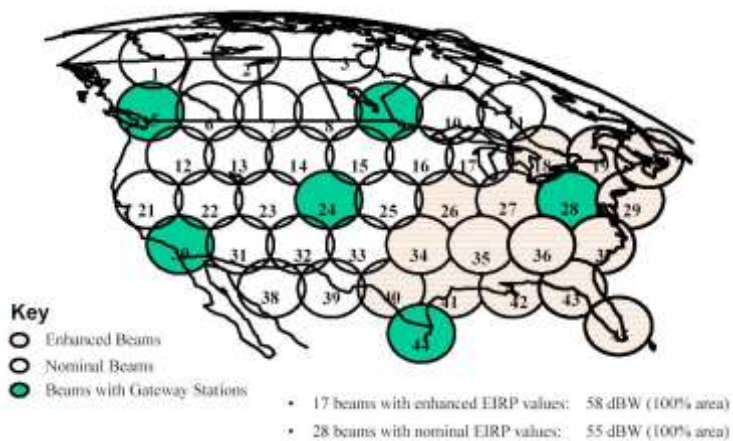 1 2 3 4
5 6 7 8 9 10 11
12 13 14 15 16 17 18 19
21 22 23 24 25 26 27 28 29
30 31 32 33 34 35 36
38 39 40 41 42 43
44
Key
Enhanced Beams
Nominal Beams
Beams with Gateway Stations
• 17 beams with enhanced EIRP values: 58 dBW (100% area)
• 28 beams with nominal EIRP values: 55 dBW (100% area)